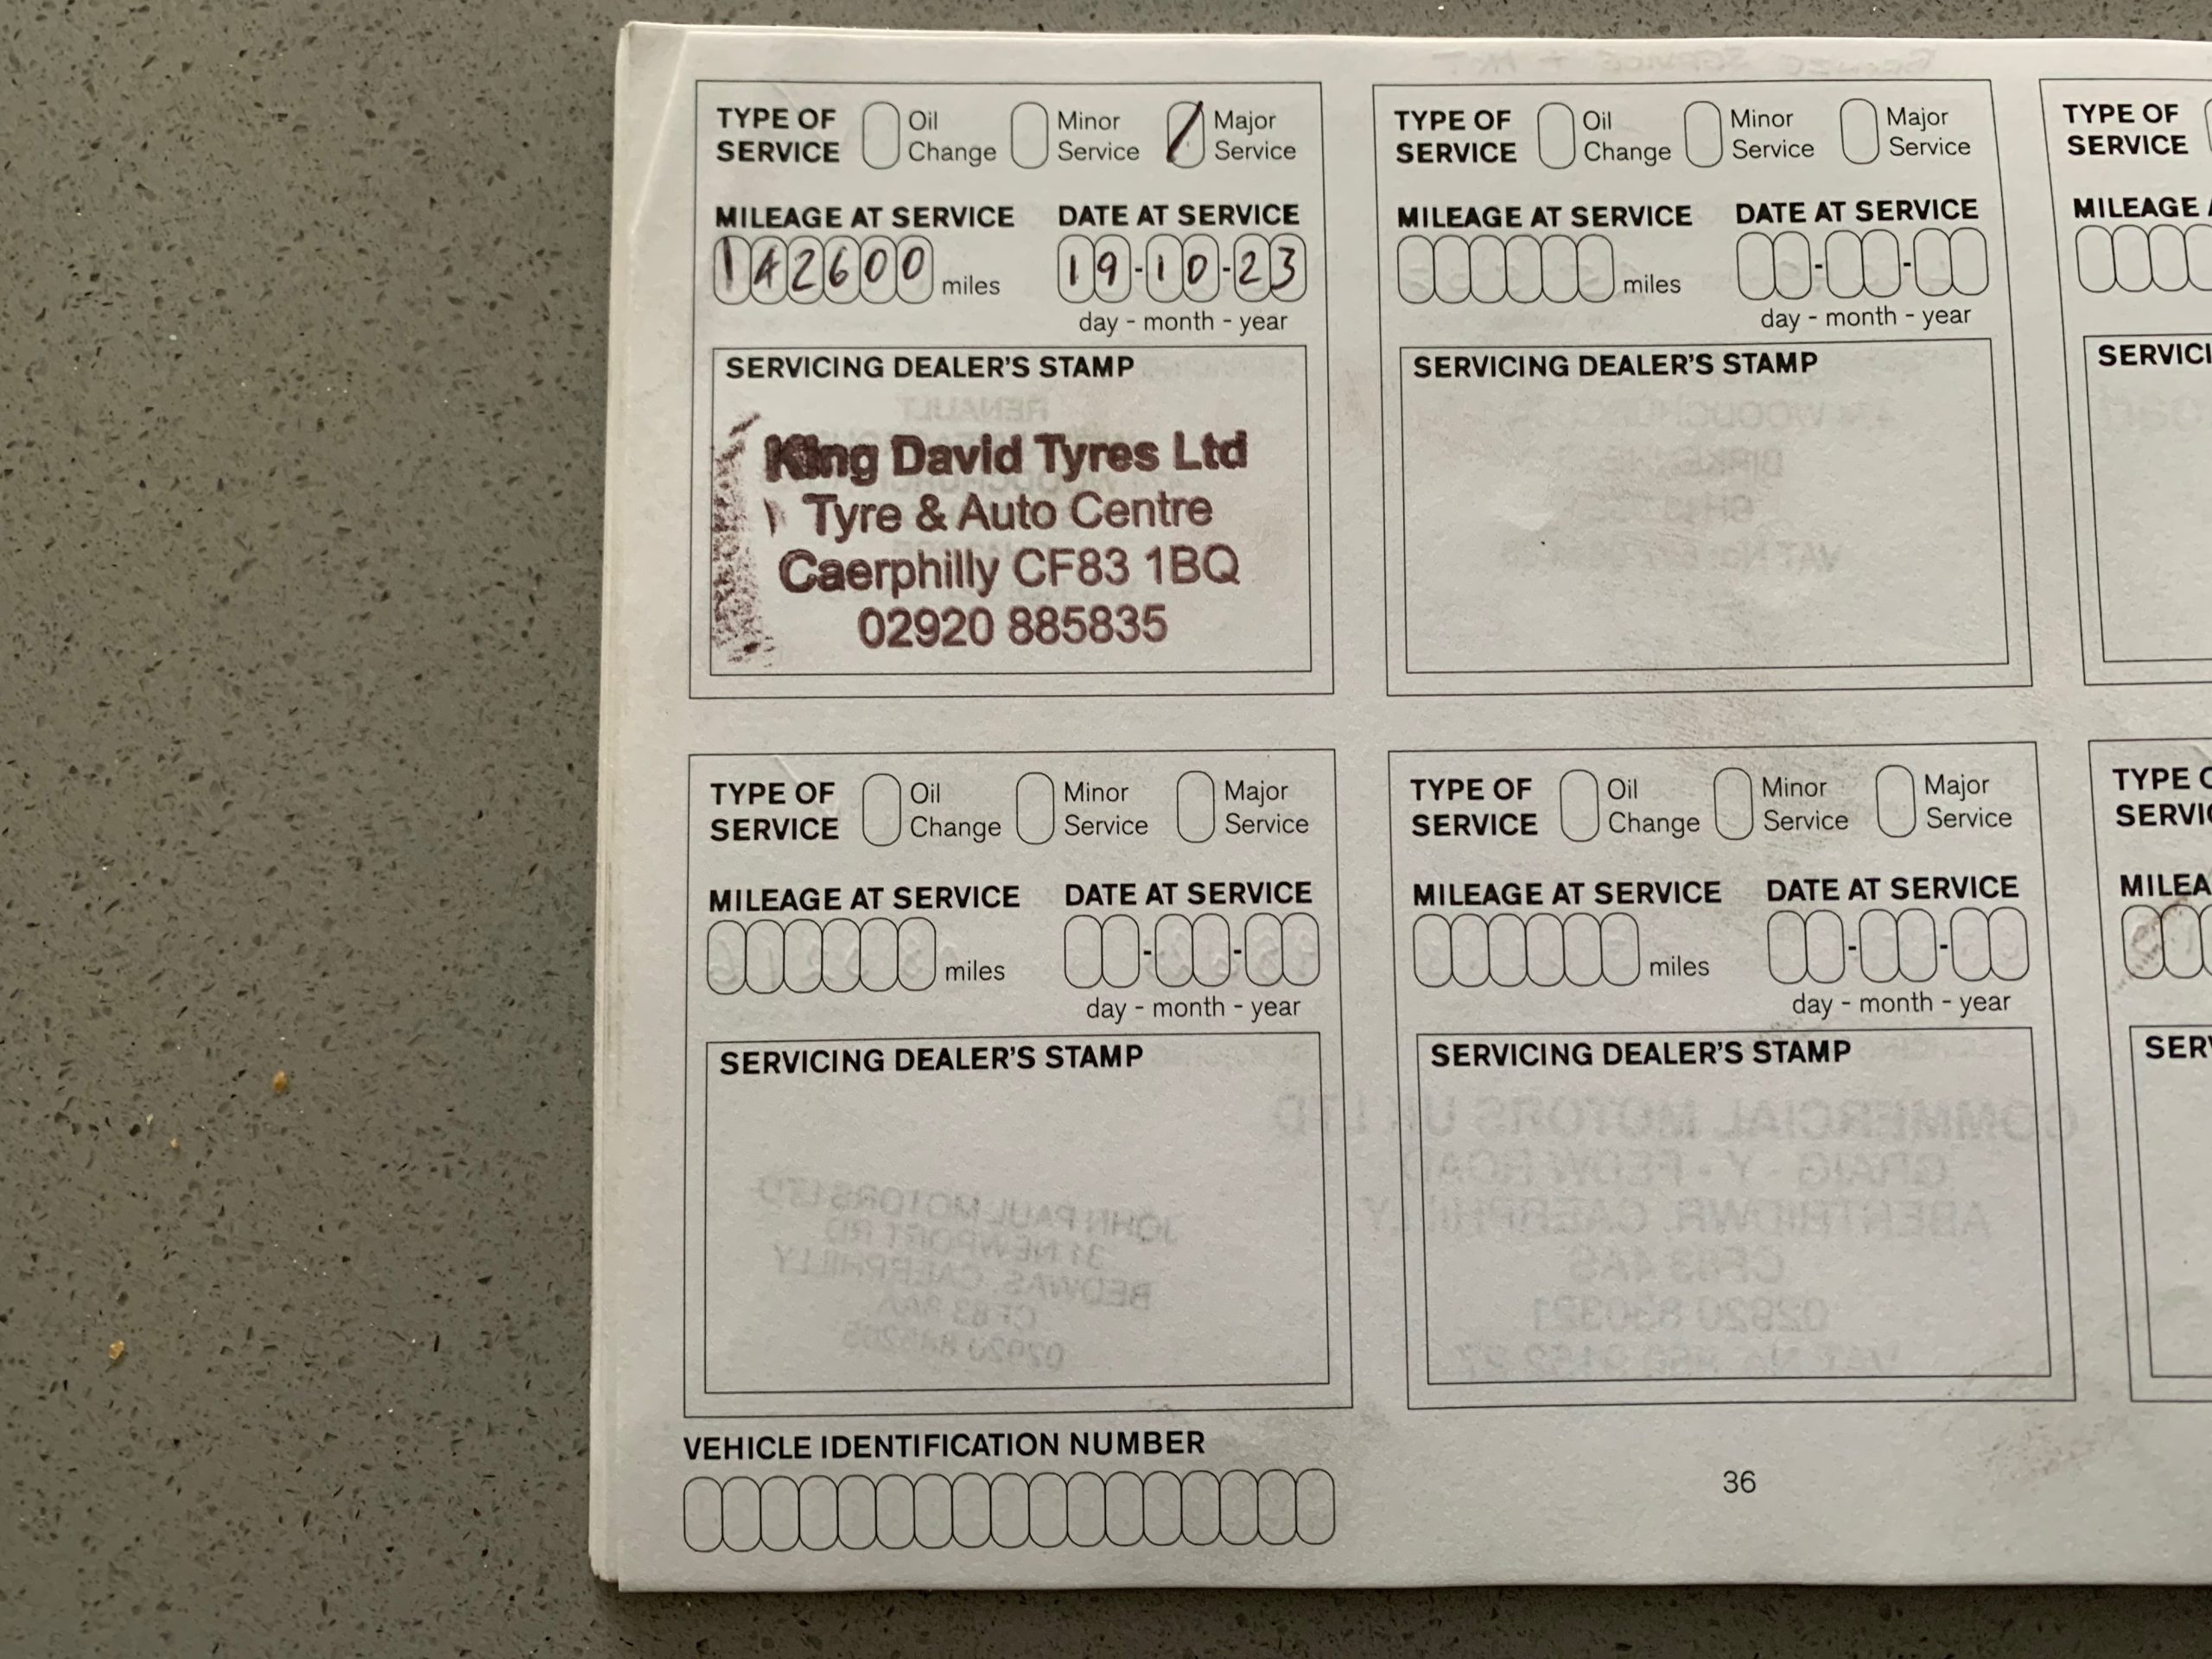 TYPE OF SERVICE Oil Change Minor Service Major Service
MILEAGE AT SERVICE DATE AT SERVICE
142600 miles 19-10-23
day - month - year
SERVICING DEALER'S STAMP
King David Tyres Ltd
Tyre & Auto Centre
Caerphilly CF83 1BQ
02920 885835
TYPE OF SERVICE Oil Change Minor Service Major Service
MILEAGE AT SERVICE DATE AT SERVICE
miles
day - month - year
SERVICING DEALER'S STAMP
TYPE OF
SERVICE
MILEAGE
TYPE OF SERVICE Oil Change Minor Service Major Service
MILEAGE AT SERVICE DATE AT SERVICE
miles
day - month - year
SERVICING DEALER'S STAMP
TYPE OF SERVICE Oil Change Minor Service Major Service
MILEAGE AT SERVICE DATE AT SERVICE
miles
day - month - year
SERVICING DEALER'S STAMP
TYPE
VEHICLE IDENTIFICATION NUMBER
36